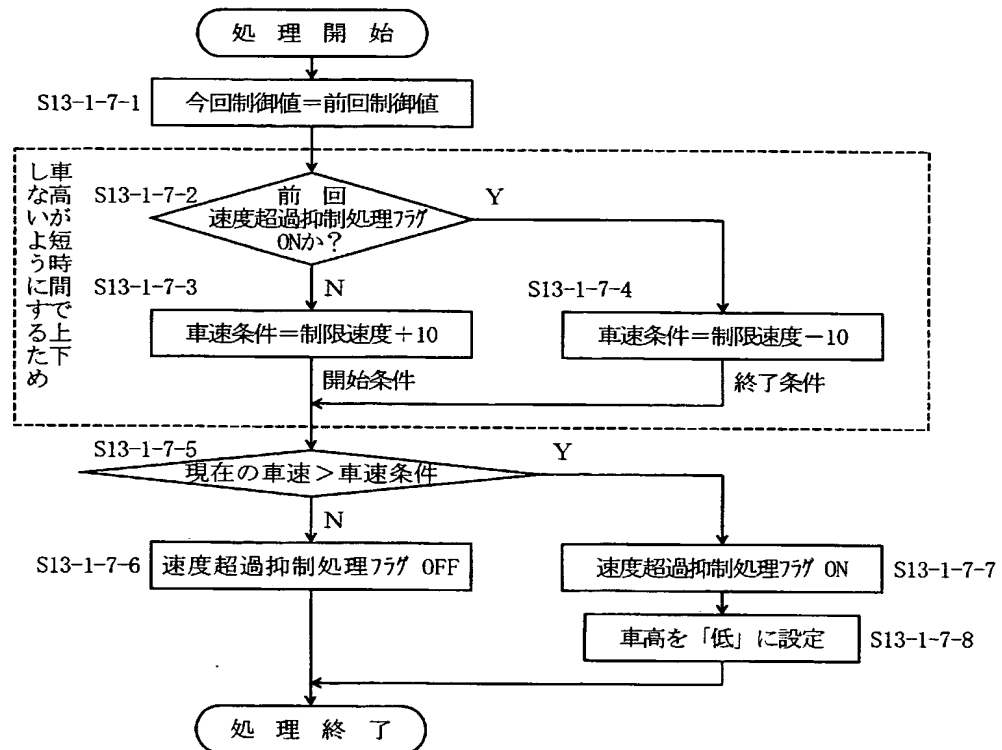 処 理 開 始
S13-1-7-1
今回制御値＝前回制御値
車高が短時間で上下
しないようにするため
S13-1-7-2
前 回
速度超過抑制処理フラグ
ONか？
Y
N
S13-1-7-3
車速条件＝制限速度＋10
S13-1-7-4
車速条件＝制限速度－10
開始条件
終了条件
S13-1-7-5
現在の車速＞車速条件
Y
N
S13-1-7-6
速度超過抑制処理フラグ OFF
速度超過抑制処理フラグ ON
S13-1-7-7
車高を「低」に設定
S13-1-7-8
処 理 終 了